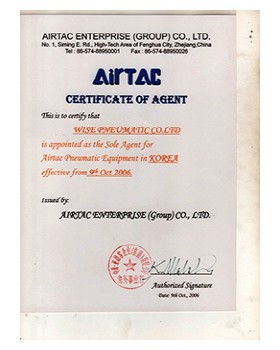 AIRTAC ENTERPRISE (GROUP) CO., LTD.
No. 1, Siming E. Rd., High-Tech Area of Fenghua City, Zhejiang;China
Tel : 86-574-88950001 Fax : 86-574-88950026
AIRTAC
CERTIFICATE OF AGENT
This is to certify that
WISE PNEUMATIC CO.LTD
is appointed as the Sole Agent for
Airtac Pneumatic Equipment in KOREA
effective from 9th Oct 2006.
Issued by:
AIRTAC ENTERPRISE (Group) CO., LTD.
Authorized Signature
Date: 9th Oct, 2006